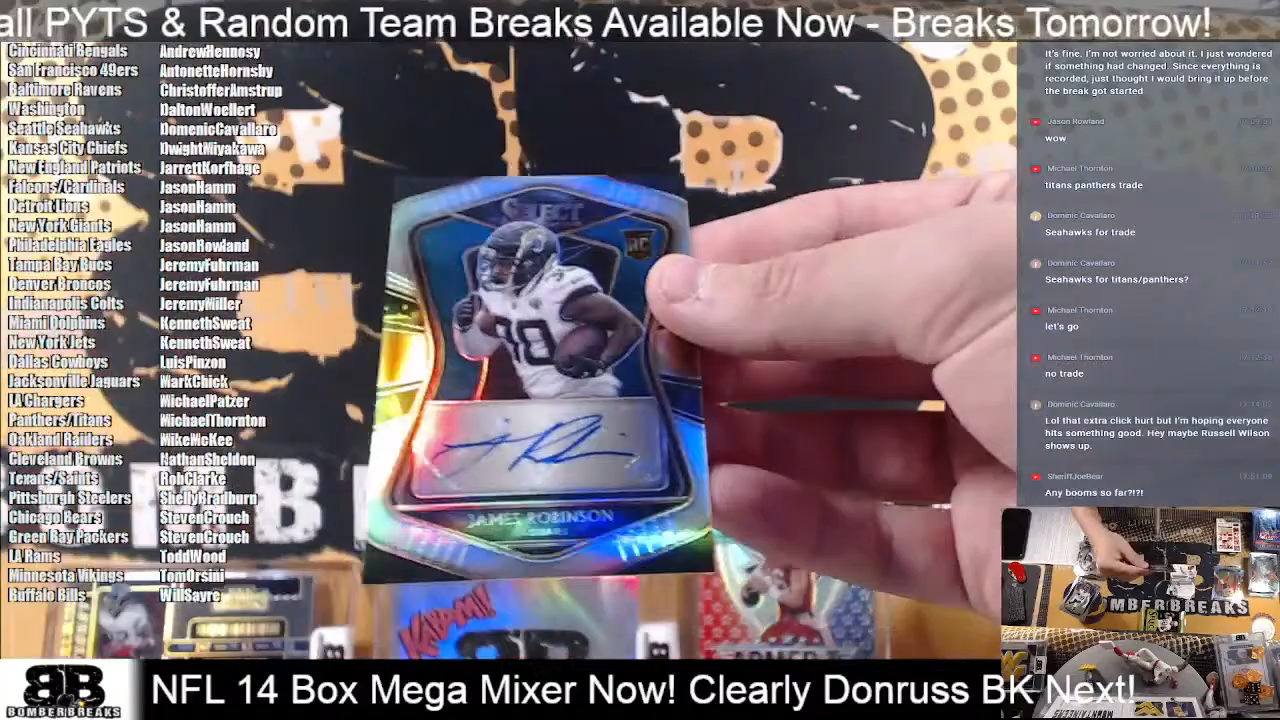 all PYTS & Random Team Breaks Available Now - Breaks Tomorrow!
Cincinnati Bengals AndrewHennosy
San Francisco 49ers AntonetteHornsby
Baltimore Ravens ChristofferAmstrup
Washington DaltonWoellert
Seattle Seahawks DomenicCavallaro
Kansas City Chiefs DwightMiyakawa
New England Patriots JarrettKorfhage
Falcons/Cardinals JasonHamm
Detroit Lions JasonHamm
New York Giants JasonHamm
Philadelphia Eagles JasonRowland
Tampa Bay Bucs JeremyFuhrman
Denver Broncos JeremyFuhrman
Indianapolis Colts JeremyMiller
Miami Dolphins KennethSweat
New York Jets KennethSweat
Dallas Cowboys LuisPinzon
Jacksonville Jaguars MarkChick
LA Chargers MichaelPatzer
Panthers/Titans MichaelThornton
Oakland Raiders MikeMcKee
Cleveland Browns NathanSheldon
Texans/Saints RobClarke
Pittsburgh Steelers ShellyBradburn
Chicago Bears StevenCrouch
Green Bay Packers StevenCrouch
LA Rams ToddWood
Minnesota Vikings TomOrsini
Buffalo Bills WillSayre
SELECT
RC
JAMES ROBINSON
KAPOW!
It's fine. I'm not worried about it. I just wondered
if something had changed. Since everything is
recorded, just thought I would bring it up before
the break got started
Jason Rowland
wow
Michael Thornton
titans panthers trade
Dominic Cavallaro
Seahawks for trade
Dominic Cavallaro
Seahawks for titans/panthers?
Michael Thornton
let's go
Michael Thornton
no trade
Dominic Cavallaro
Lol that extra click hurt but I'm hoping everyone
hits something good. Hey maybe Russell Wilson
shows up.
SheriffJoeBear
Any booms so far?!?!
BOMBERBREAKS
BB
BOMBERBREAKS
NFL 14 Box Mega Mixer Now! Clearly Donruss BK Next!